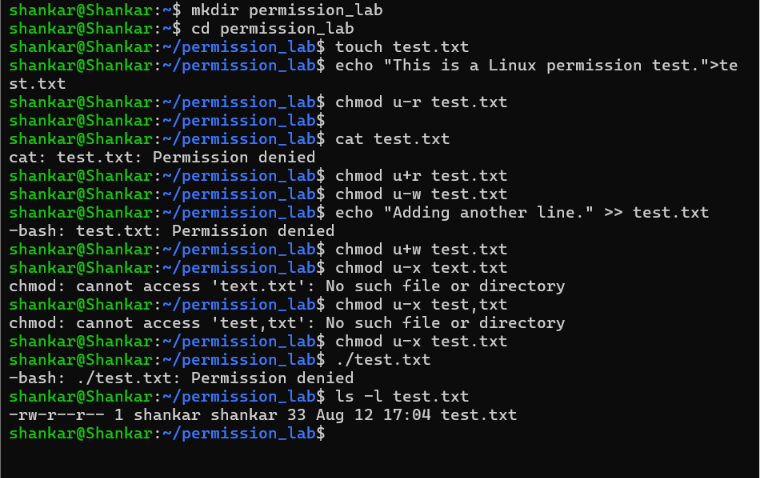 shankar@Shankar:~$ mkdir permission_lab
shankar@Shankar:~$ cd permission_lab
shankar@Shankar:~/permission_lab$ touch test.txt
shankar@Shankar:~/permission_lab$ echo "This is a Linux permission test.">te
st.txt
shankar@Shankar:~/permission_lab$ chmod u-r test.txt
shankar@Shankar:~/permission_lab$
shankar@Shankar:~/permission_lab$ cat test.txt
cat: test.txt: Permission denied
shankar@Shankar:~/permission_lab$ chmod u+r test.txt
shankar@Shankar:~/permission_lab$ chmod u-w test.txt
shankar@Shankar:~/permission_lab$ echo "Adding another line." >> test.txt
-bash: test.txt: Permission denied
shankar@Shankar:~/permission_lab$ chmod u+w test.txt
shankar@Shankar:~/permission_lab$ chmod u-x text.txt
chmod: cannot access 'text.txt': No such file or directory
shankar@Shankar:~/permission_lab$ chmod u-x test,txt
chmod: cannot access 'test,txt': No such file or directory
shankar@Shankar:~/permission_lab$ chmod u-x test.txt
shankar@Shankar:~/permission_lab$ ./test.txt
-bash: ./test.txt: Permission denied
shankar@Shankar:~/permission_lab$ ls -l test.txt
-rw-r--r-- 1 shankar shankar 33 Aug 12 17:04 test.txt
shankar@Shankar:~/permission_lab$